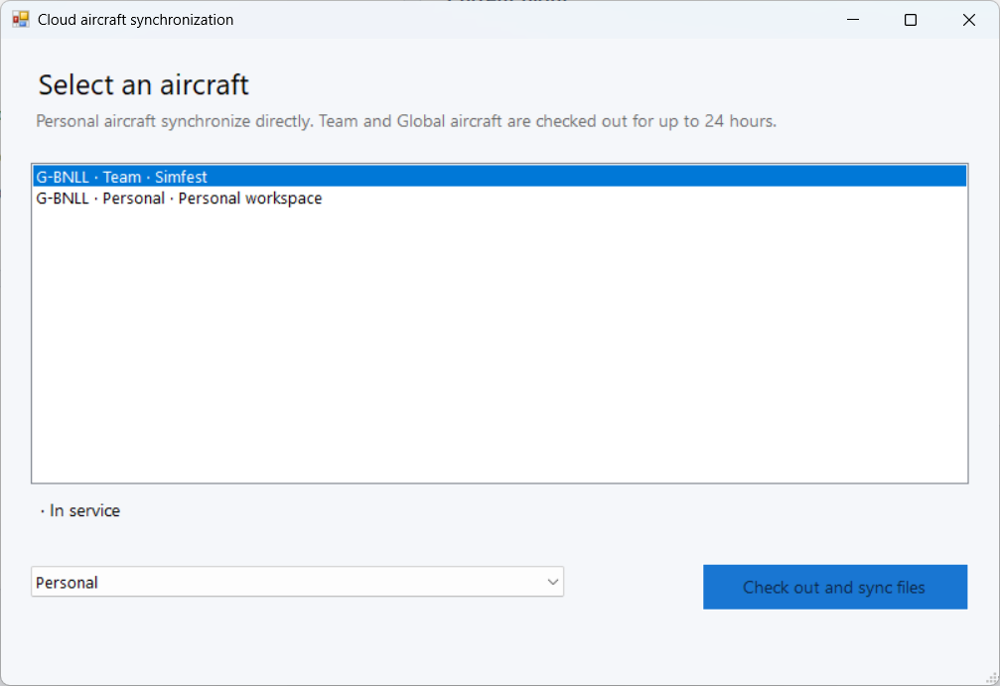 Cloud aircraft synchronization
Select an aircraft
Personal aircraft synchronize directly. Team and Global aircraft are checked out for up to 24 hours.
G-BNLL · Team · Simfest
G-BNLL · Personal · Personal workspace
· In service
Personal
Check out and sync files